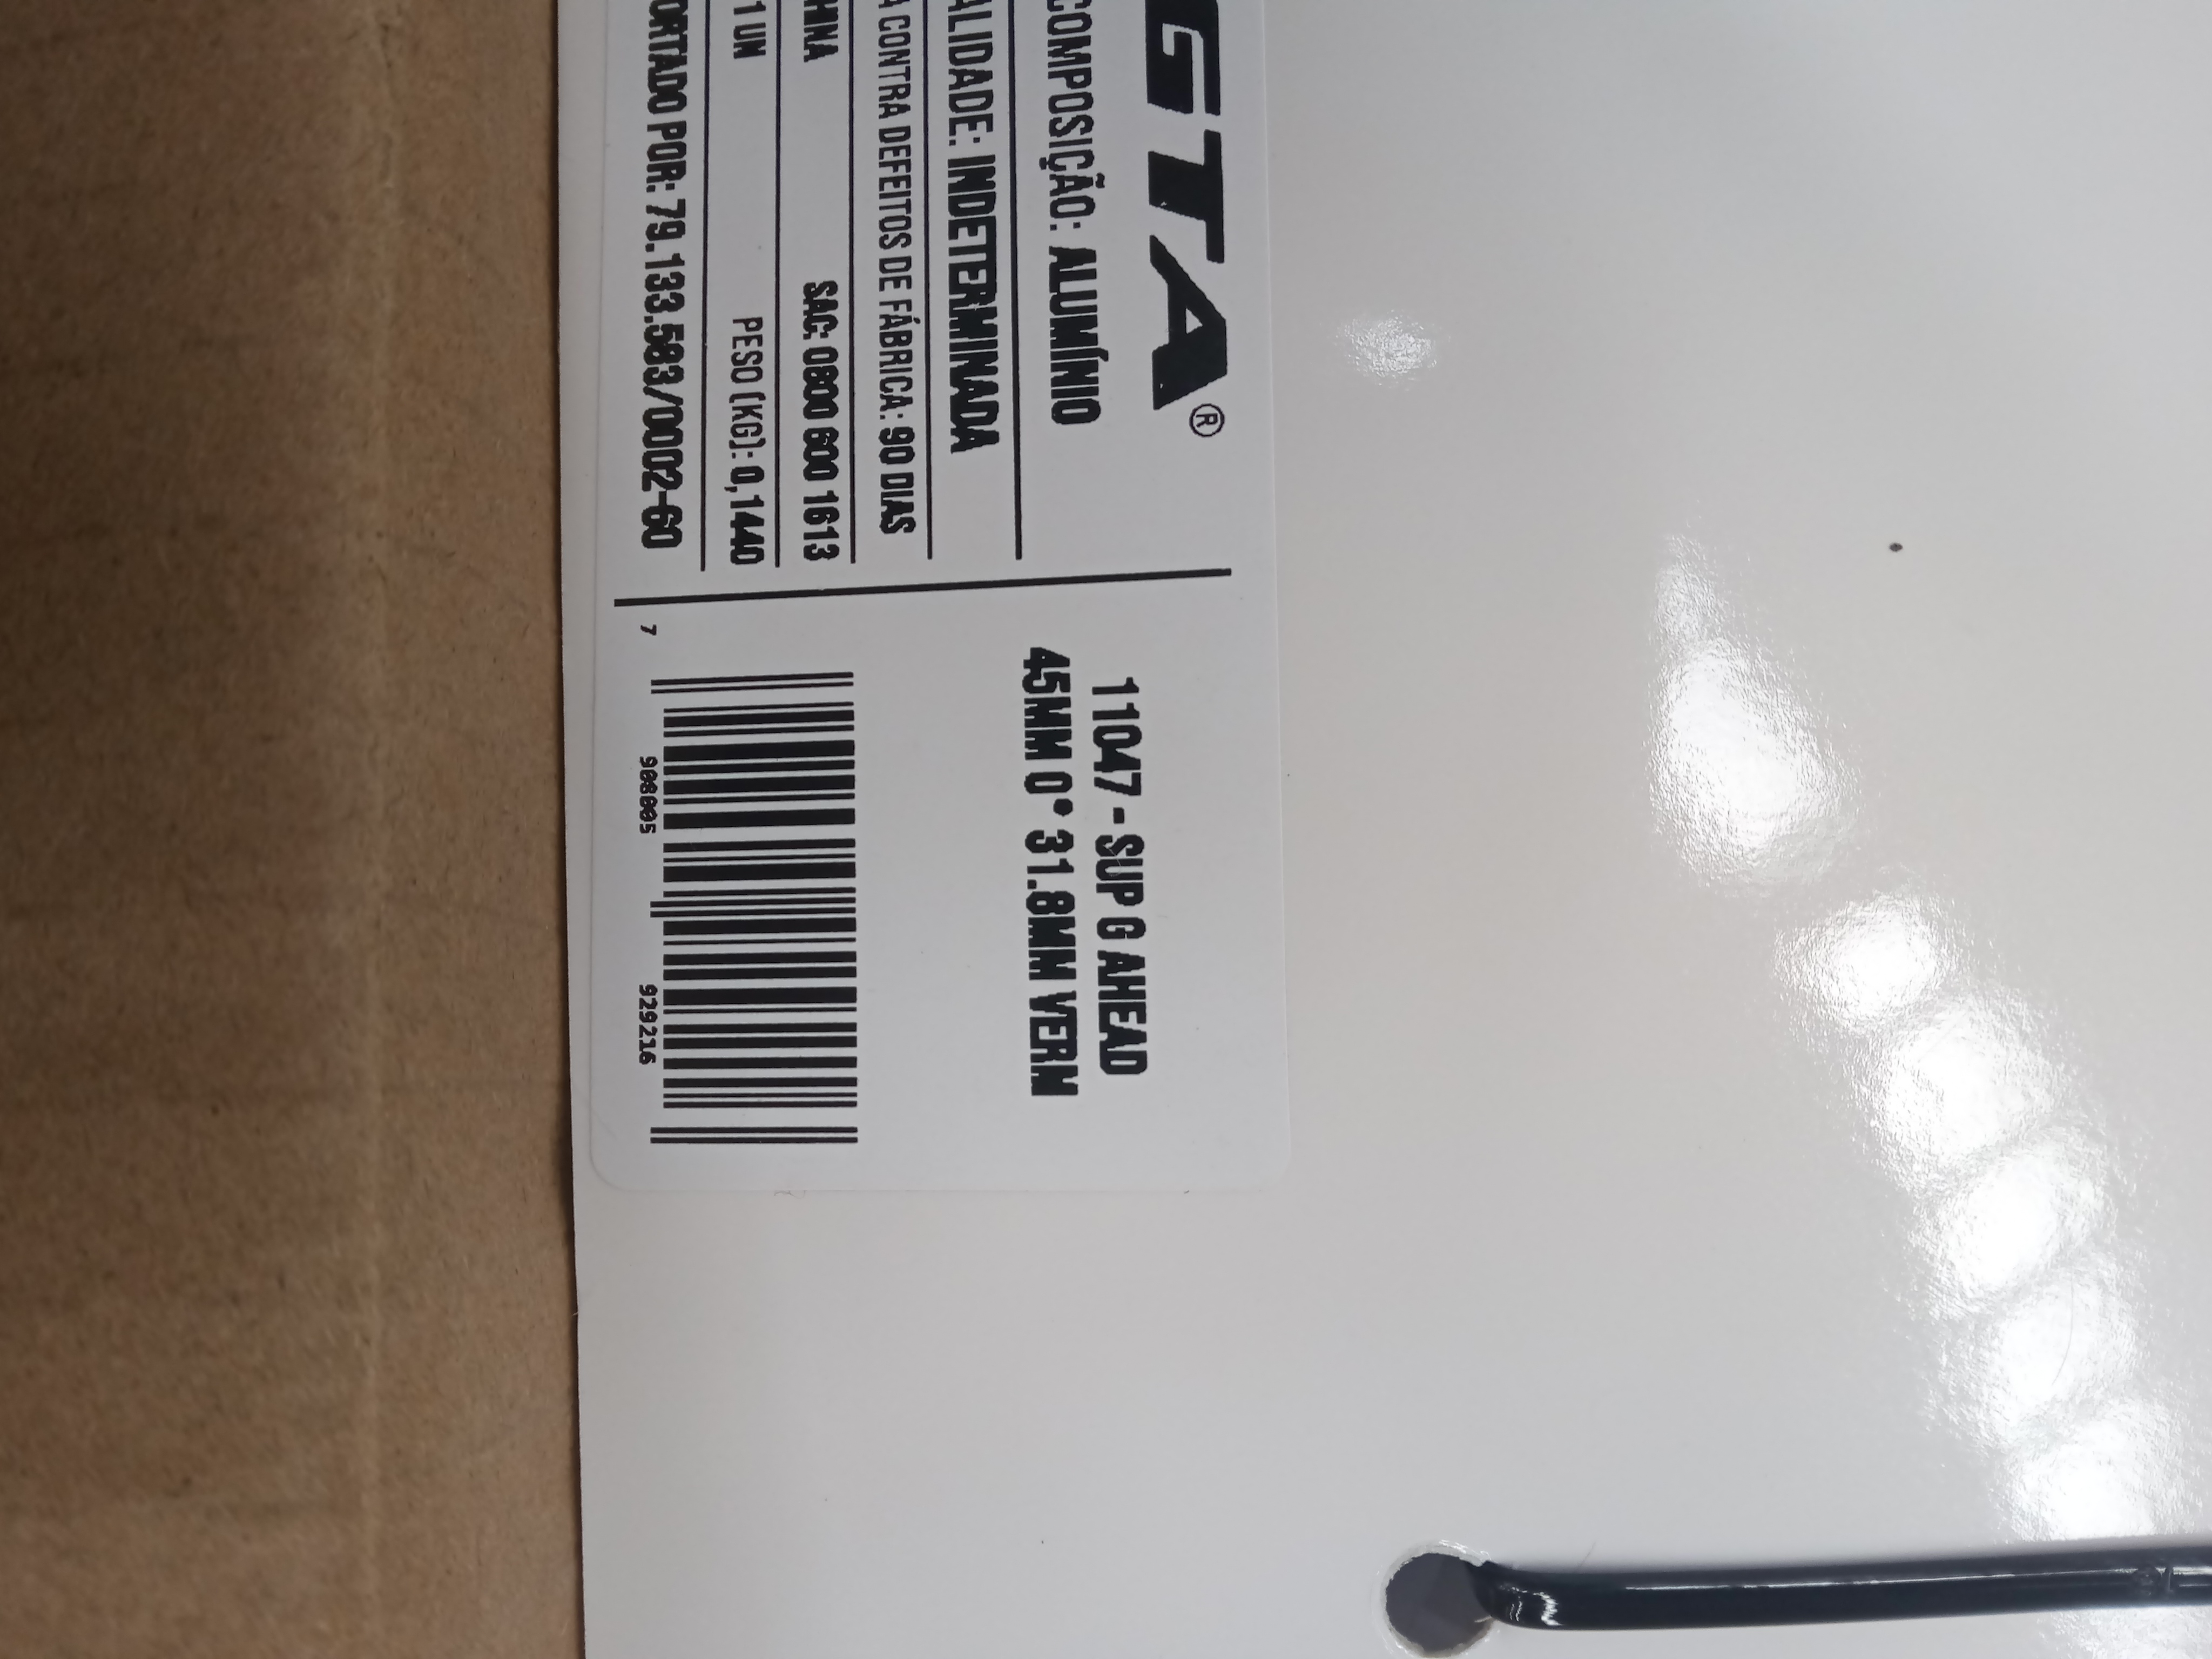 GTA®
COMPOSIÇÃO: ALUMÍNIO
ALIDADE: INDETERMINADA
A CONTRA DEFEITOS DE FÁBRICA: 90 DIAS
HINA SAC: 0800 600 1613
1 UN PESO (KG): 0,1440
ORTADO POR: 79.133.583/0002-60
11047 - SUP G AHEAD
45MM 0° 31.8MM VERM
7 908005 929216